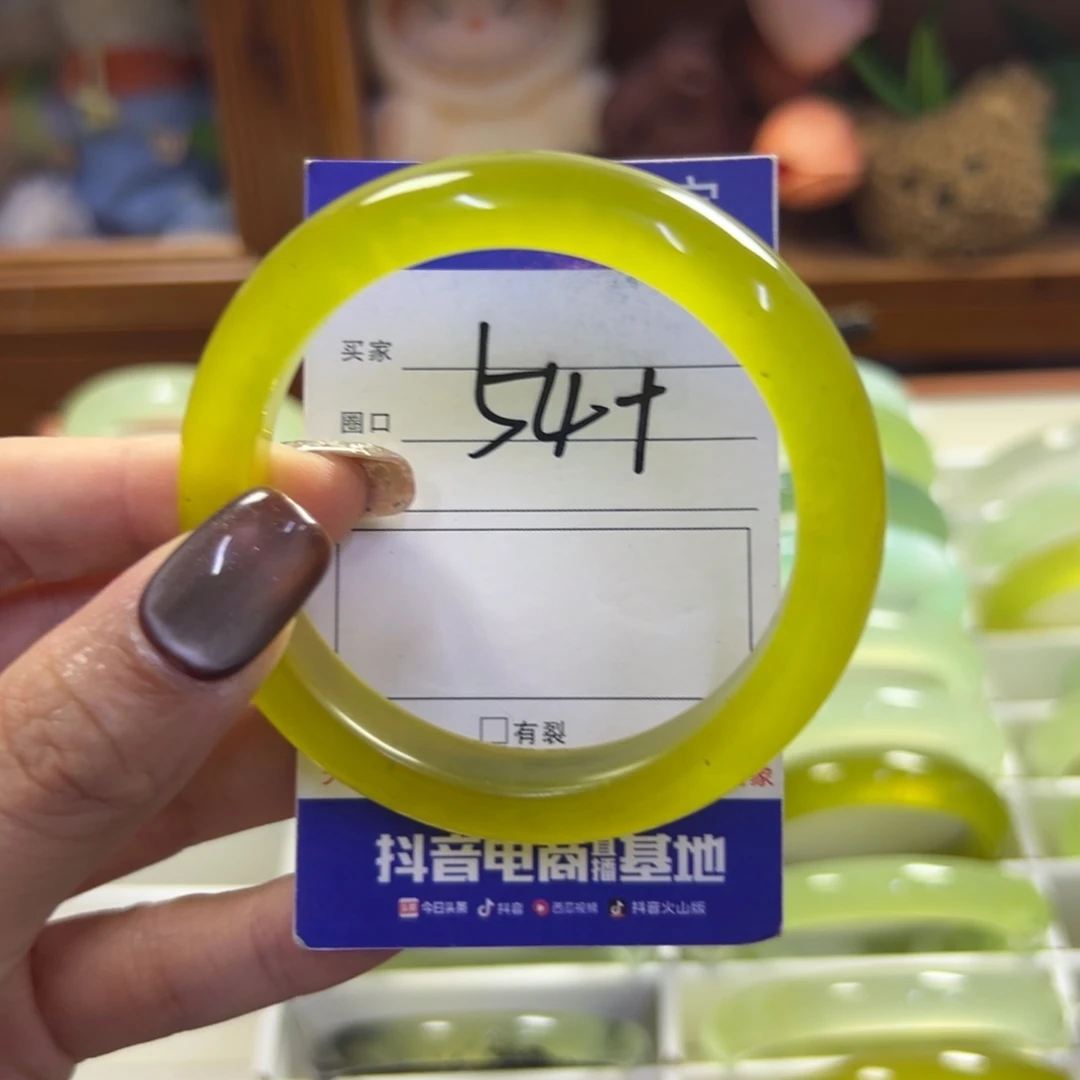 买家
圈口
54+
有裂
抖音电商直播基地
今日头条 抖音 西瓜视频 抖音火山版